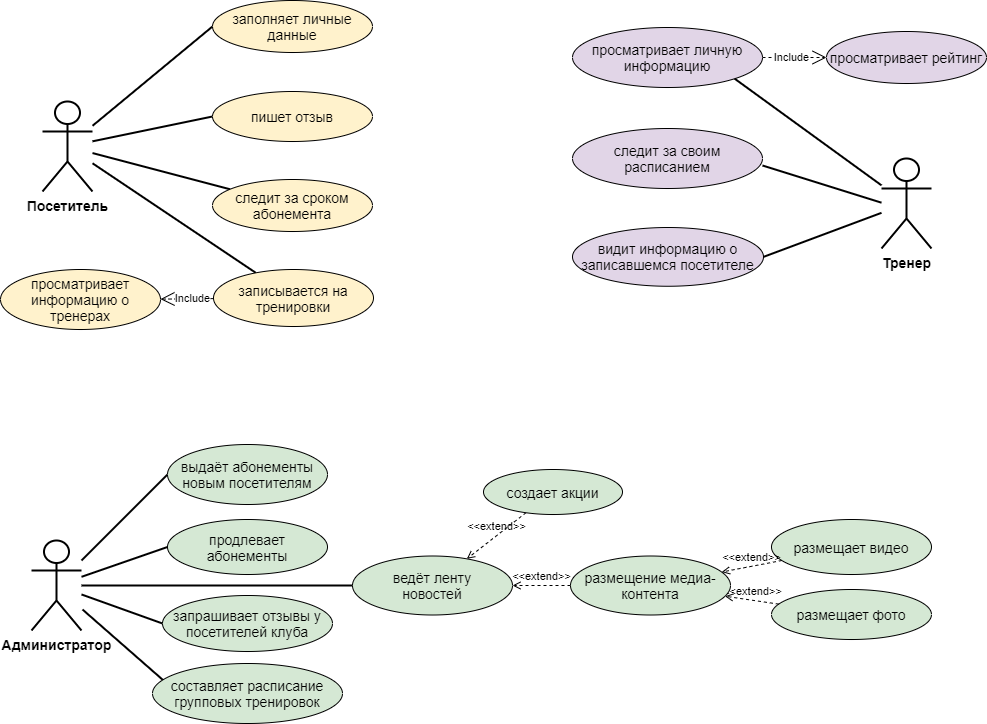 заполняет личные
данные
пишет отзыв
Посетитель
следит за сроком
абонемента
просматривает
информацию о
тренерах
Include
записывается на
тренировки
просматривает личную
информацию
Include
просматривает рейтинг
следит за своим
расписанием
видит информацию о
записавшемся посетителе
Тренер
выдаёт абонементы
новым посетителям
продлевает
абонементы
Администратор
запрашивает отзывы у
посетителей клуба
составляет расписание
групповых тренировок
создает акции
<<extend>>
ведёт ленту
новостей
<<extend>>
размещение медиа-
контента
<<extend>>
размещает видео
<<extend>>
размещает фото